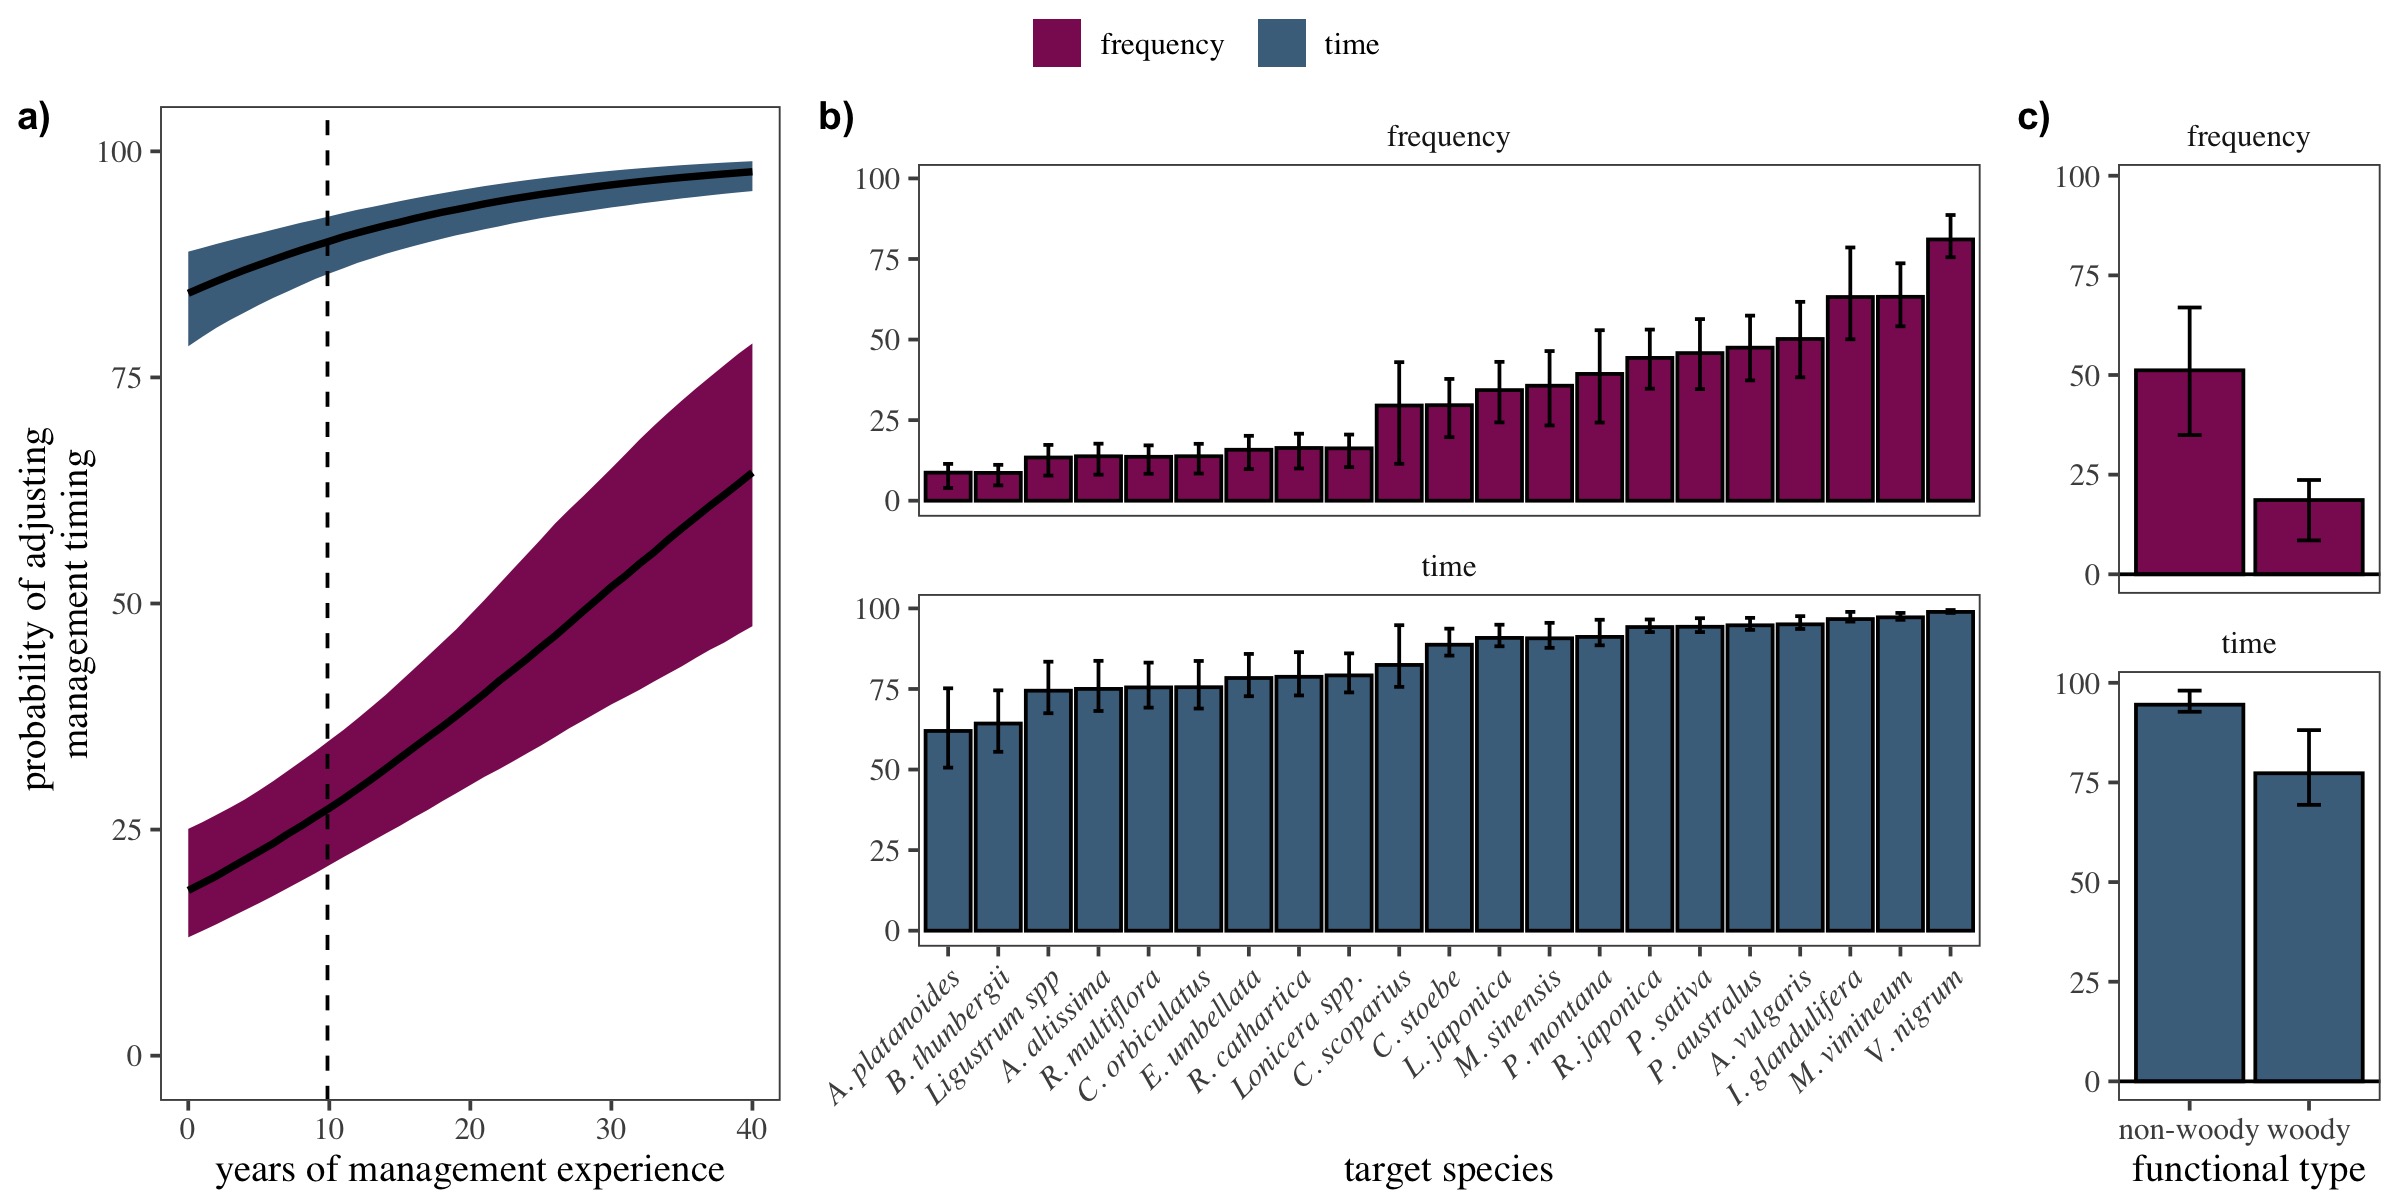 frequency
time
a)
probability of adjusting
management timing
100
75
50
25
0
0
10
20
30
40
years of management experience
b)
frequency
100
75
50
25
0
time
100
75
50
25
0
A. platanoides
B. thunbergii
Ligustrum spp
A. altissima
R. multiflora
C. orbiculatus
E. umbellata
R. cathartica
Lonicera spp.
C. scoparius
C. stoebe
L. japonica
M. sinensis
P. montana
R. japonica
P. sativa
P. australus
A. vulgaris
I. glandulifera
M. vimineum
V. nigrum
target species
c)
frequency
100
75
50
25
0
time
100
75
50
25
0
non-woody
woody
functional type